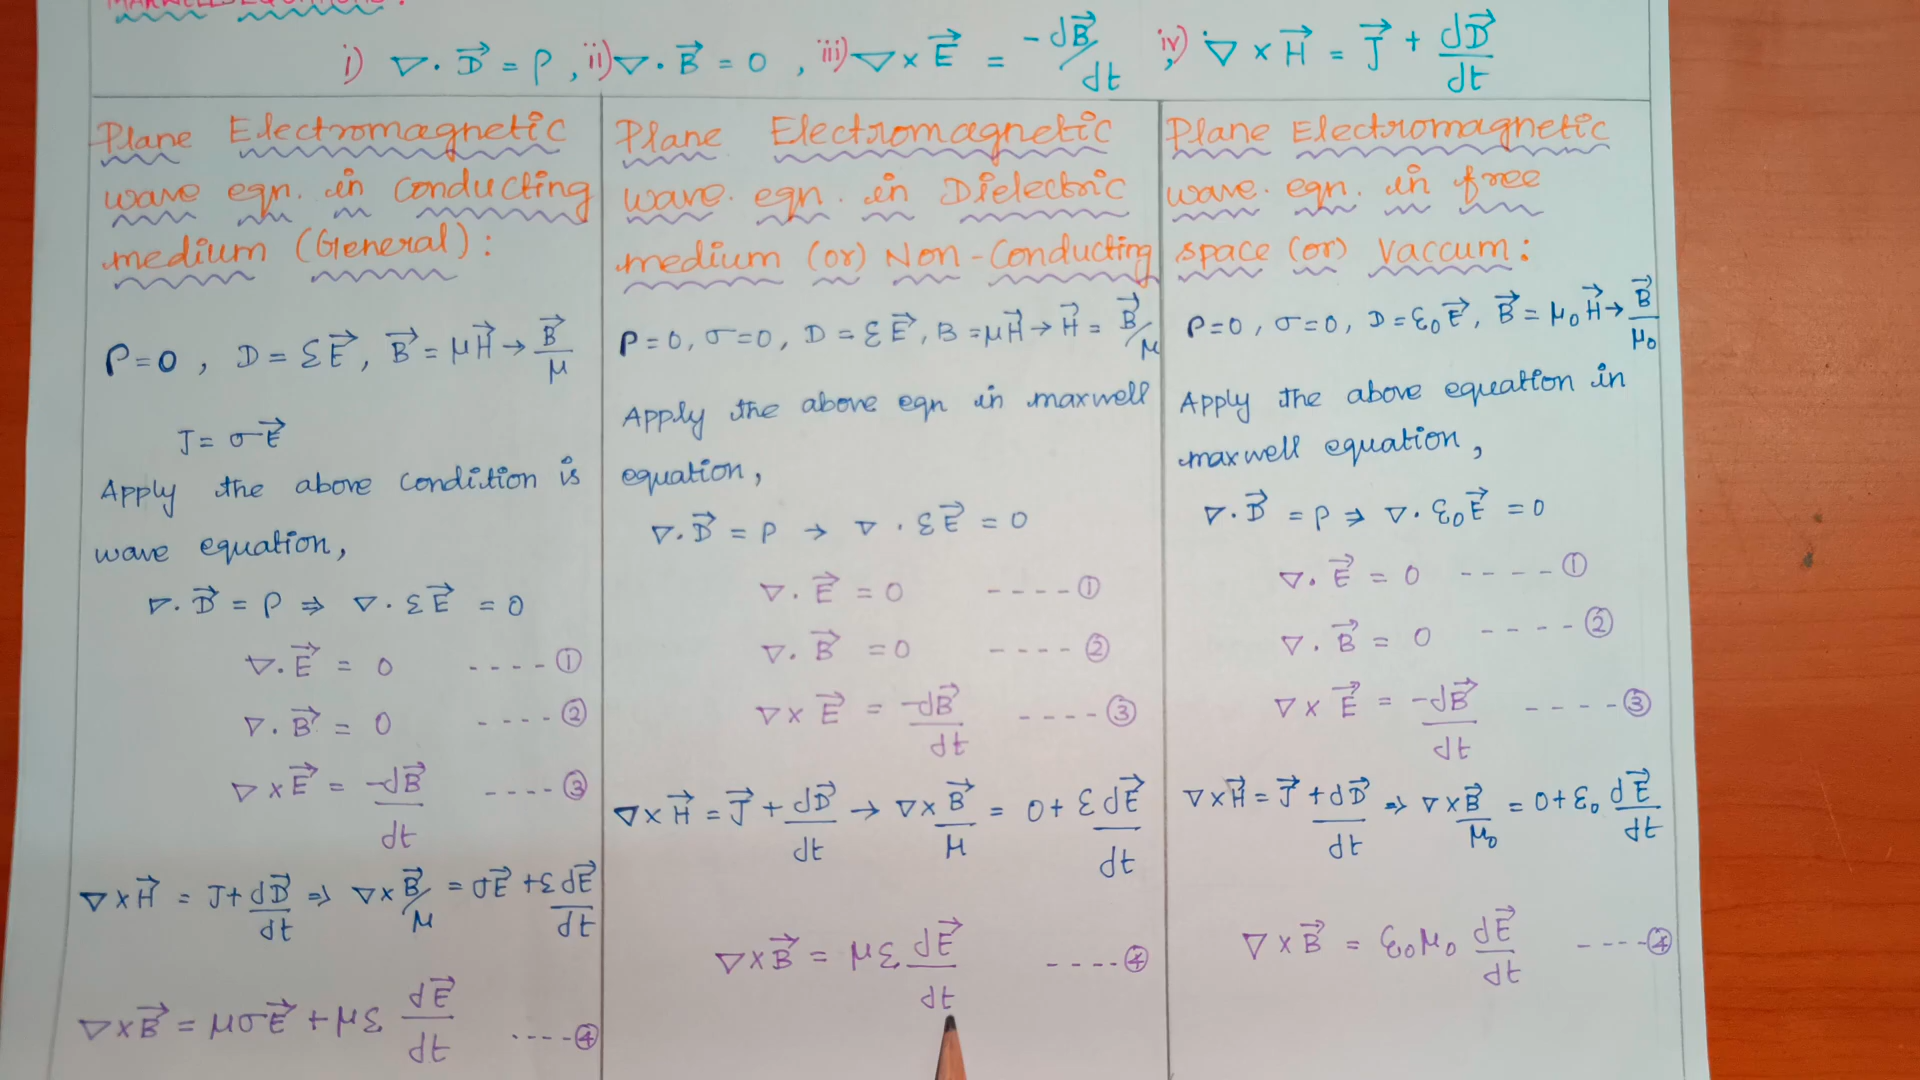 MAXWELLS EQUATIONS :
i) ∇·D⃗ = ρ , ii) ∇·B⃗ = 0 , iii) ∇×E⃗ = -dB⃗/dt , iv) ∇×H⃗ = J⃗ + dD⃗/dt
Plane Electromagnetic
wave eqn. in conducting
medium (General) :
ρ=0 , D = εE⃗ , B⃗ = μH⃗ → B⃗/μ
J = σE⃗
Apply the above condition is
wave equation,
∇·D⃗ = ρ ⇒ ∇·εE⃗ = 0
∇·E⃗ = 0 ---- ①
∇·B⃗ = 0 ---- ②
∇×E⃗ = -dB⃗/dt ---- ③
∇×H⃗ = J + dD⃗/dt ⇒ ∇×B⃗/μ = σE⃗ + εdE⃗/dt
∇×B⃗ = μσE⃗ + με dE⃗/dt ---- ④
Plane Electromagnetic
wave. eqn. in Dielectric
medium (or) Non-Conducting
ρ=0, σ=0, D = εE⃗, B = μH⃗ → H⃗ = B⃗/μ
Apply the above eqn in maxwell
equation,
∇·D⃗ = ρ → ∇·εE⃗ = 0
∇·E⃗ = 0 ---- ①
∇·B⃗ = 0 ---- ②
∇×E⃗ = -dB⃗/dt ---- ③
∇×H⃗ = J⃗ + dD⃗/dt → ∇×B⃗/μ = 0 + εdE⃗/dt
∇×B⃗ = με dE⃗/dt ---- ④
Plane Electromagnetic
wave. eqn. in free
space (or) Vaccum :
ρ=0, σ=0, D = ε₀E⃗, B⃗ = μ₀H⃗ → B⃗/μ₀
Apply the above equation in
maxwell equation,
∇·D⃗ = ρ ⇒ ∇·ε₀E⃗ = 0
∇·E⃗ = 0 ---- ①
∇·B⃗ = 0 ---- ②
∇×E⃗ = -dB⃗/dt ---- ③
∇×H⃗ = J⃗ + dD⃗/dt ⇒ ∇×B⃗/μ₀ = 0 + ε₀ dE⃗/dt
∇×B⃗ = ε₀μ₀ dE⃗/dt ---- ④